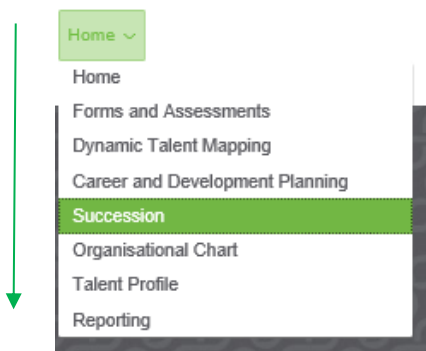 Home
Home
Forms and Assessments
Dynamic Talent Mapping
Career and Development Planning
Succession
Organisational Chart
Talent Profile
Reporting